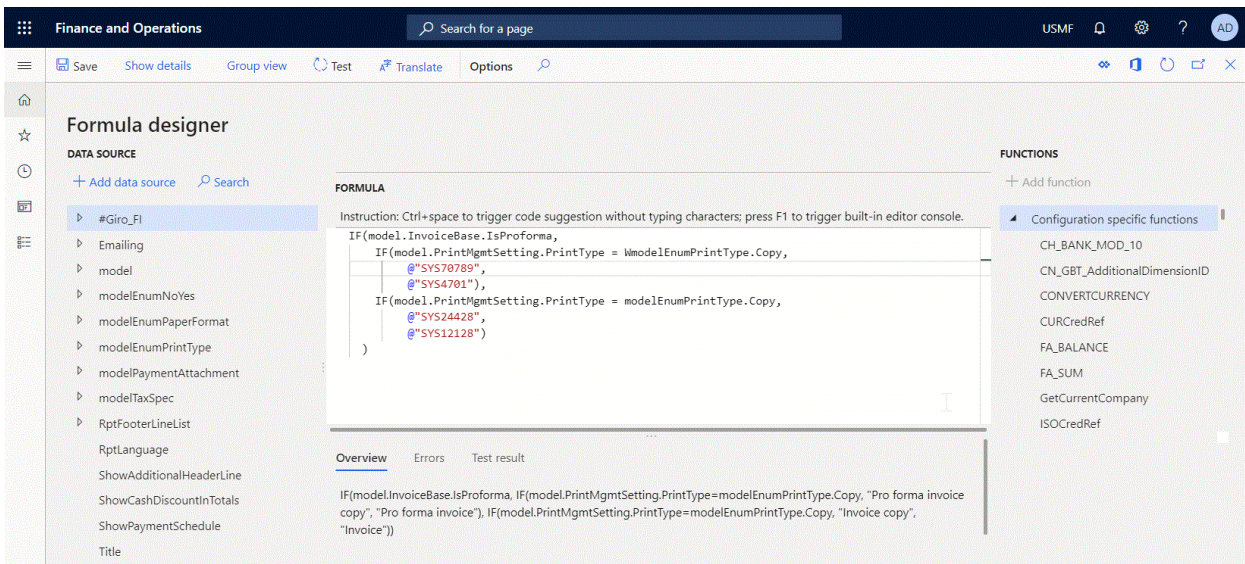 Finance and Operations
Search for a page
USMF
?
AD
Save
Show details
Group view
Test
Translate
Options
Formula designer
DATA SOURCE
Add data source
Search
#Giro_FI
Emailing
model
modelEnumNoYes
modelEnumPaperFormat
modelEnumPrintType
modelPaymentAttachment
modelTaxSpec
RptFooterLineList
RptLanguage
ShowAdditionalHeaderLine
ShowCashDiscountInTotals
ShowPaymentSchedule
Title
FORMULA
Instruction: Ctrl+space to trigger code suggestion without typing characters; press F1 to trigger built-in editor console.
IF(model.InvoiceBase.IsProforma,
IF(model.PrintMgmtSetting.PrintType = WmodelEnumPrintType.Copy,
@"SYS70789",
@"SYS4701"),
IF(model.PrintMgmtSetting.PrintType = modelEnumPrintType.Copy,
@"SYS24428",
@"SYS12128")
)
Overview
Errors
Test result
IF(model.InvoiceBase.IsProforma, IF(model.PrintMgmtSetting.PrintType=modelEnumPrintType.Copy, "Pro forma invoice
copy", "Pro forma invoice"), IF(model.PrintMgmtSetting.PrintType=modelEnumPrintType.Copy, "Invoice copy",
"Invoice"))
FUNCTIONS
Add function
Configuration specific functions
CH_BANK_MOD_10
CN_GBT_AdditionalDimensionID
CONVERTCURRENCY
CURCredRef
FA_BALANCE
FA_SUM
GetCurrentCompany
ISOCredRef